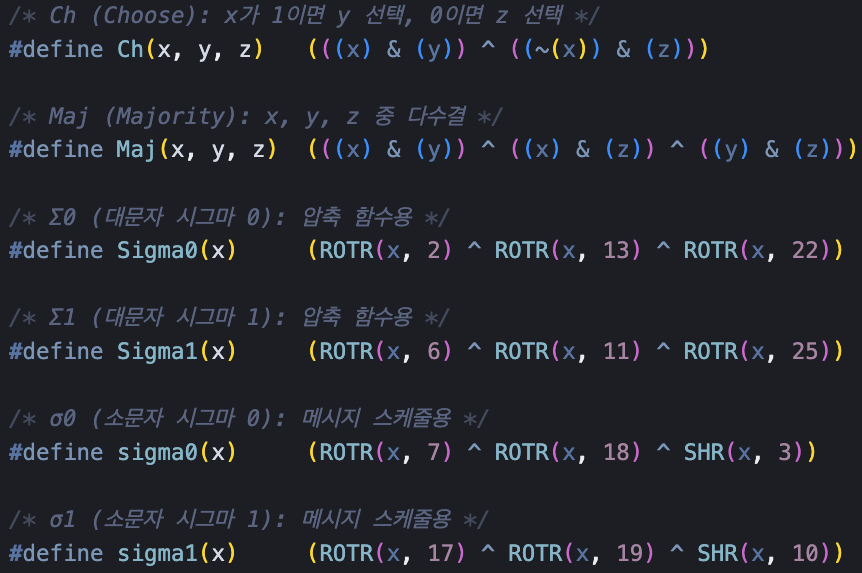 /* Ch (Choose): x가 1이면 y 선택, 0이면 z 선택 */
#define Ch(x, y, z)   (((x) & (y)) ^ ((~(x)) & (z)))
/* Maj (Majority): x, y, z 중 다수결 */
#define Maj(x, y, z)  (((x) & (y)) ^ ((x) & (z)) ^ ((y) & (z)))
/* Σ0 (대문자 시그마 0): 압축 함수용 */
#define Sigma0(x)     (ROTR(x, 2) ^ ROTR(x, 13) ^ ROTR(x, 22))
/* Σ1 (대문자 시그마 1): 압축 함수용 */
#define Sigma1(x)     (ROTR(x, 6) ^ ROTR(x, 11) ^ ROTR(x, 25))
/* σ0 (소문자 시그마 0): 메시지 스케줄용 */
#define sigma0(x)     (ROTR(x, 7) ^ ROTR(x, 18) ^ SHR(x, 3))
/* σ1 (소문자 시그마 1): 메시지 스케줄용 */
#define sigma1(x)     (ROTR(x, 17) ^ ROTR(x, 19) ^ SHR(x, 10))